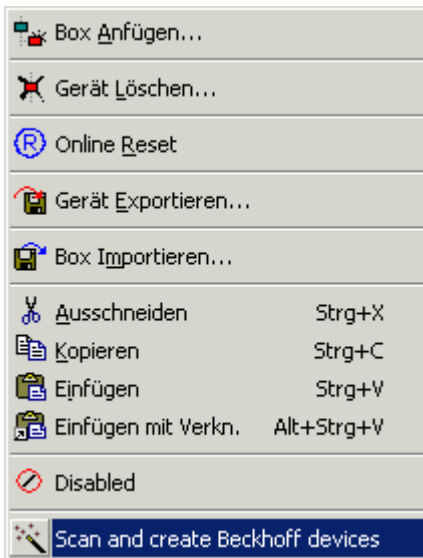 Box Anfügen...
Gerät Löschen...
Online Reset
Gerät Exportieren...
Box Importieren...
Ausschneiden Strg+X
Kopieren Strg+C
Einfügen Strg+V
Einfügen mit Verkn. Alt+Strg+V
Disabled
Scan and create Beckhoff devices